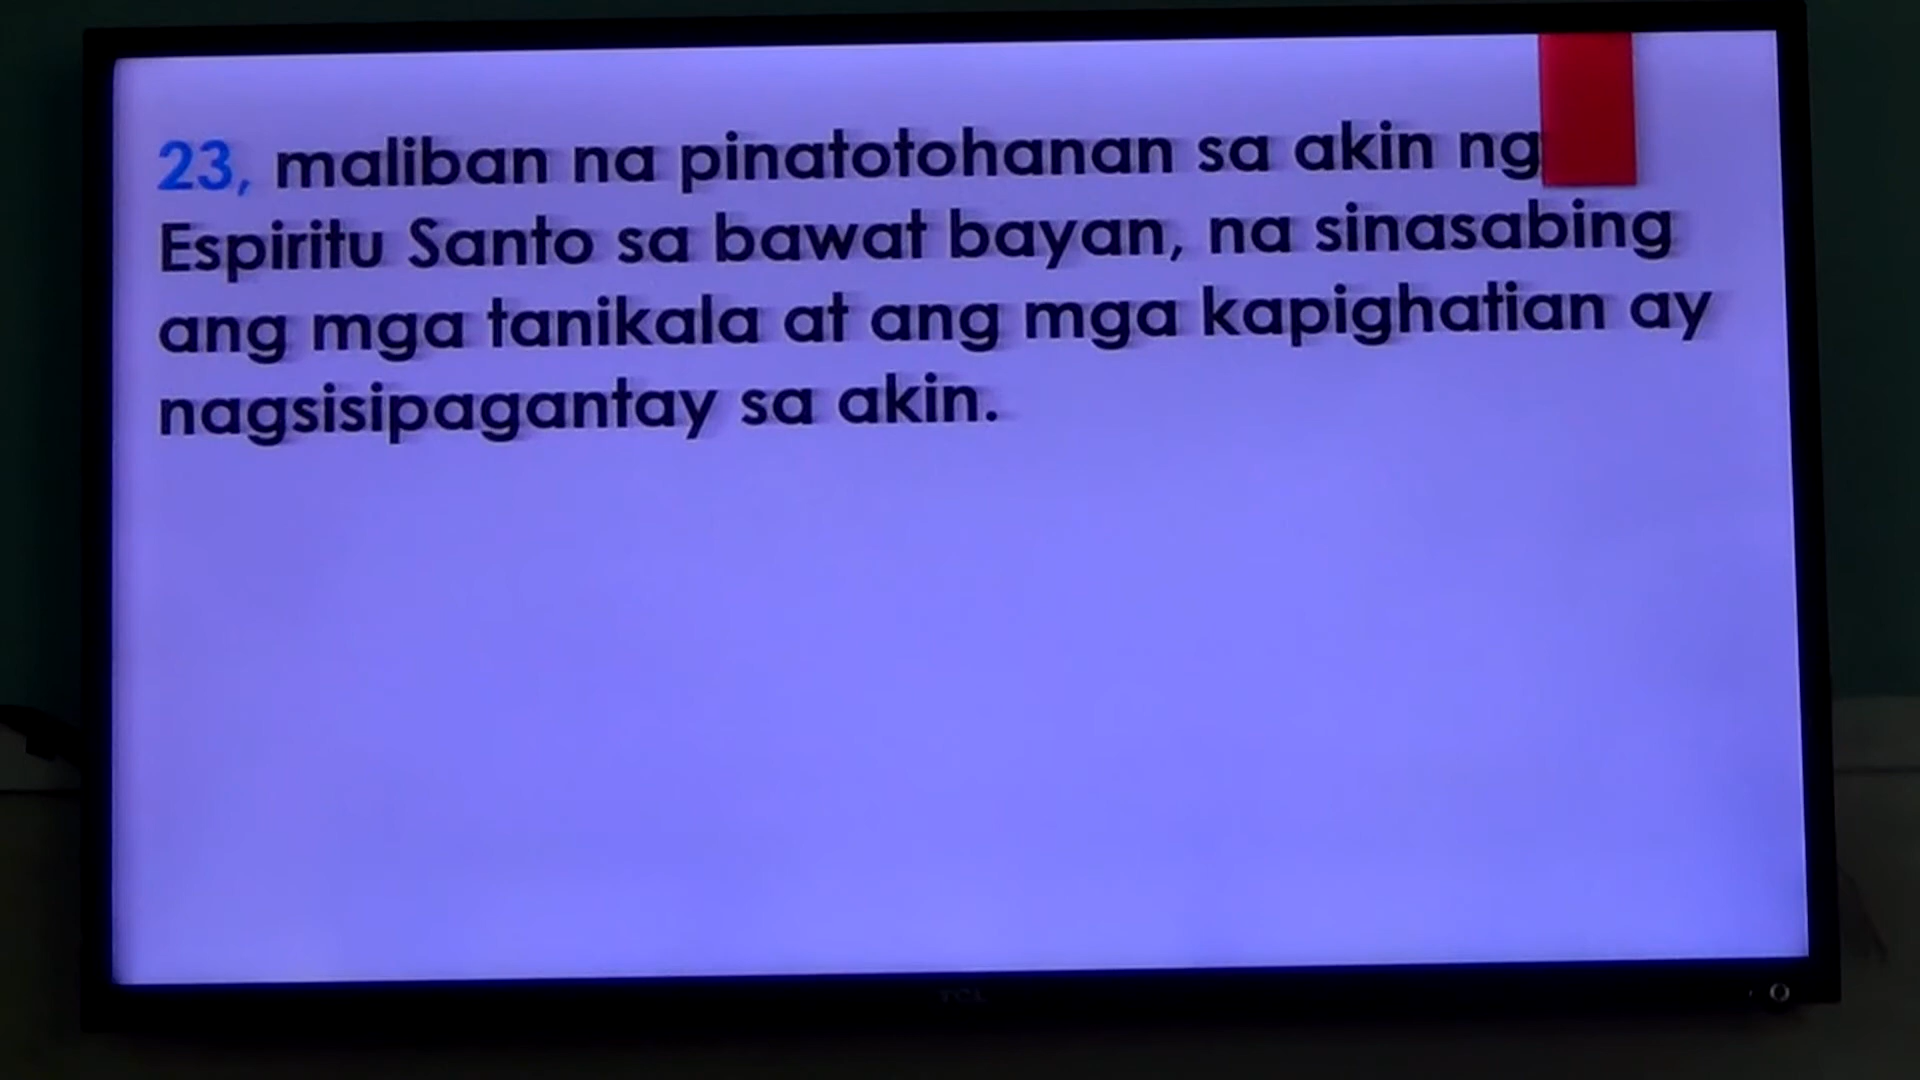 23, maliban na pinatotohanan sa akin ng
Espiritu Santo sa bawat bayan, na sinasabing
ang mga tanikala at ang mga kapighatian ay
nagsisipagantay sa akin.
TCL